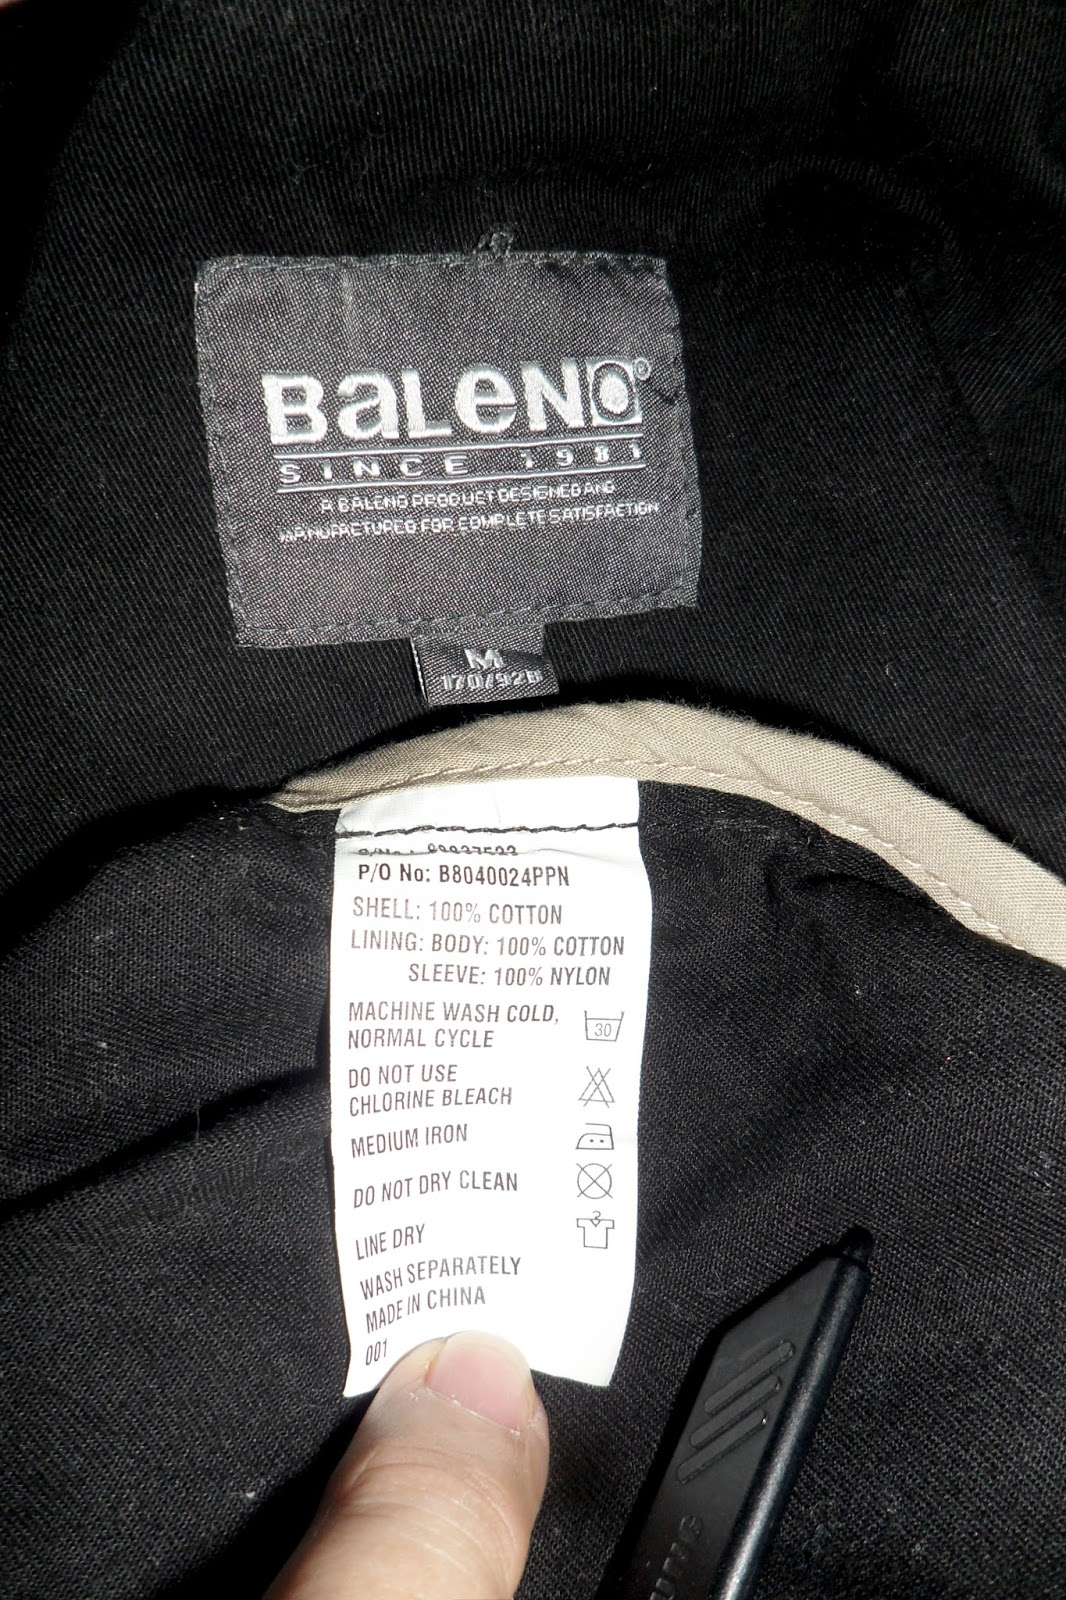 BaLeNO®
SINCE 1981
A BALENO PRODUCT DESIGNED AND
MANUFACTURED FOR COMPLETE SATISFACTION
M
170/92B
P/O No: B8040024PPN
SHELL: 100% COTTON
LINING: BODY: 100% COTTON
SLEEVE: 100% NYLON
MACHINE WASH COLD,
NORMAL CYCLE
30
DO NOT USE
CHLORINE BLEACH
MEDIUM IRON
DO NOT DRY CLEAN
LINE DRY
2
WASH SEPARATELY
MADE IN CHINA
001